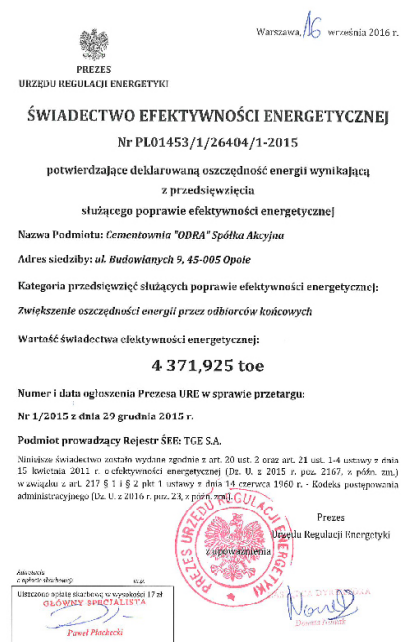 Warszawa, 16 września 2016 r.
PREZES
URZĘDU REGULACJI ENERGETYKI
ŚWIADECTWO EFEKTYWNOŚCI ENERGETYCZNEJ
Nr PL01453/1/26404/1-2015
potwierdzające deklarowaną oszczędność energii wynikającą
z przedsięwzięcia
służącego poprawie efektywności energetycznej
Nazwa Podmiotu: Cementownia "ODRA" Spółka Akcyjna
Adres siedziby: ul. Budowlanych 9, 45-005 Opole
Kategoria przedsięwzięć służących poprawie efektywności energetycznej:
Zwiększenie oszczędności energii przez odbiorców końcowych
Wartość świadectwa efektywności energetycznej:
4 371,925 toe
Numer i data ogłoszenia Prezesa URE w sprawie przetargu:
Nr 1/2015 z dnia 29 grudnia 2015 r.
Podmiot prowadzący Rejestr ŚEE: TGE S.A.
Niniejsze świadectwo zostało wydane zgodnie z art. 20 ust. 2 oraz art. 21 ust. 1-4 ustawy z dnia
15 kwietnia 2011 r. o efektywności energetycznej (Dz. U. z 2015 r. poz. 2167, z późn. zm.)
w związku z art. 217 § 1 i § 2 pkt 1 ustawy z dnia 14 czerwca 1960 r. - Kodeks postępowania
administracyjnego (Dz. U. z 2016 r. poz. 23, z późn. zm.).
Prezes
Urzędu Regulacji Energetyki
z upoważnienia
PREZES URZĘDU REGULACJI ENERGETYKI
Adnotacja
o opłacie skarbowej
Uiszczono opłatę skarbową w wysokości 17 zł
GŁÓWNY SPECJALISTA
Paweł Płachecki